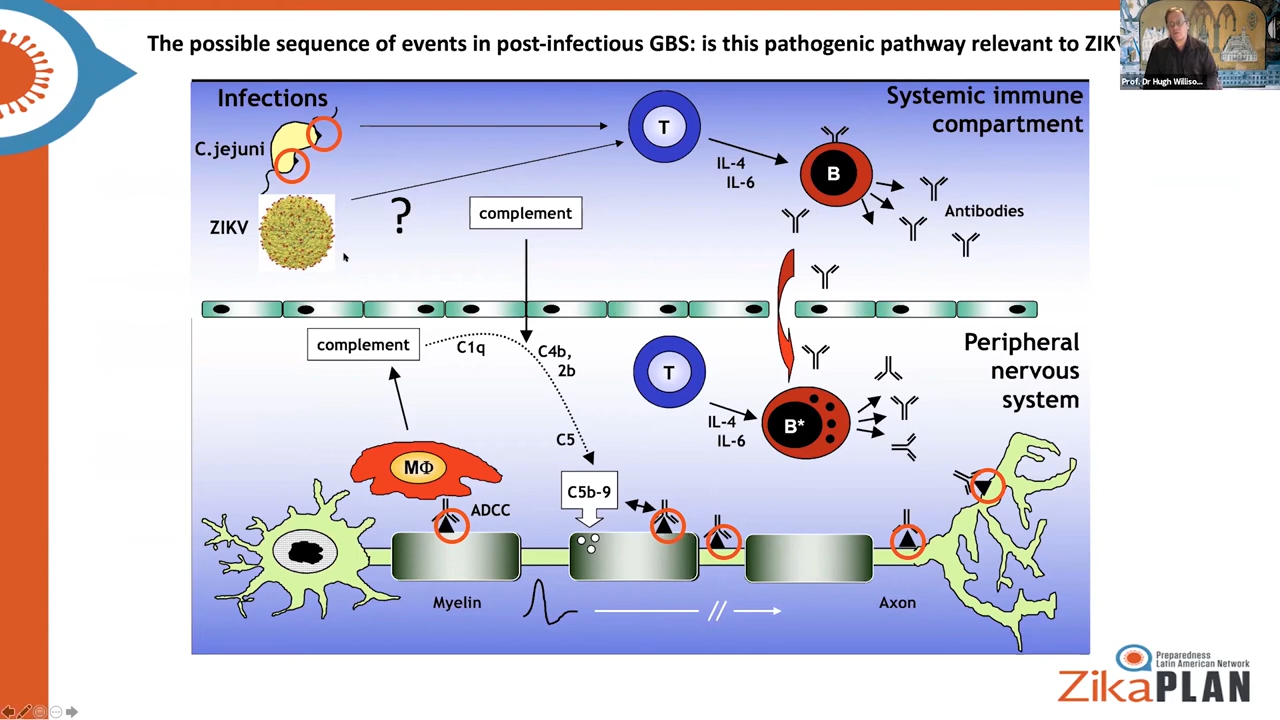 The possible sequence of events in post-infectious GBS: is this pathogenic pathway relevant to ZIKV
Prof. Dr Hugh Williso...
Infections
C.jejuni
ZIKV
?
complement
T
IL-4
IL-6
B
Antibodies
Systemic immune
compartment
complement
C1q
C4b,
2b
C5
C5b-9
T
IL-4
IL-6
B*
Peripheral
nervous
system
MΦ
ADCC
Myelin
//
Axon
Preparedness
Latin American Network
ZikaPLAN